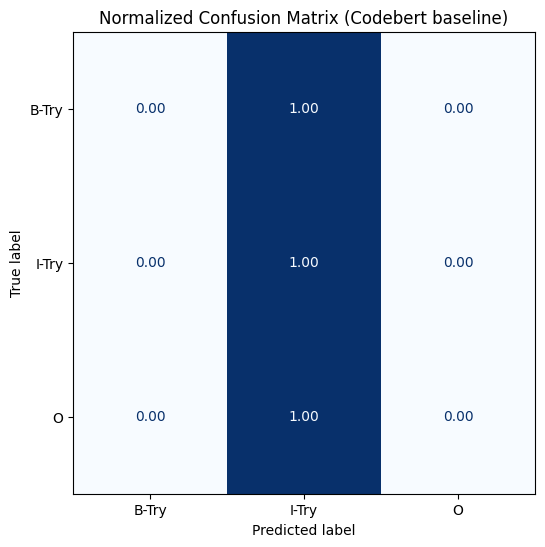 Normalized Confusion Matrix (Codebert baseline)
True label
B-Try 0.00 1.00 0.00
I-Try 0.00 1.00 0.00
O 0.00 1.00 0.00
B-Try I-Try O
Predicted label